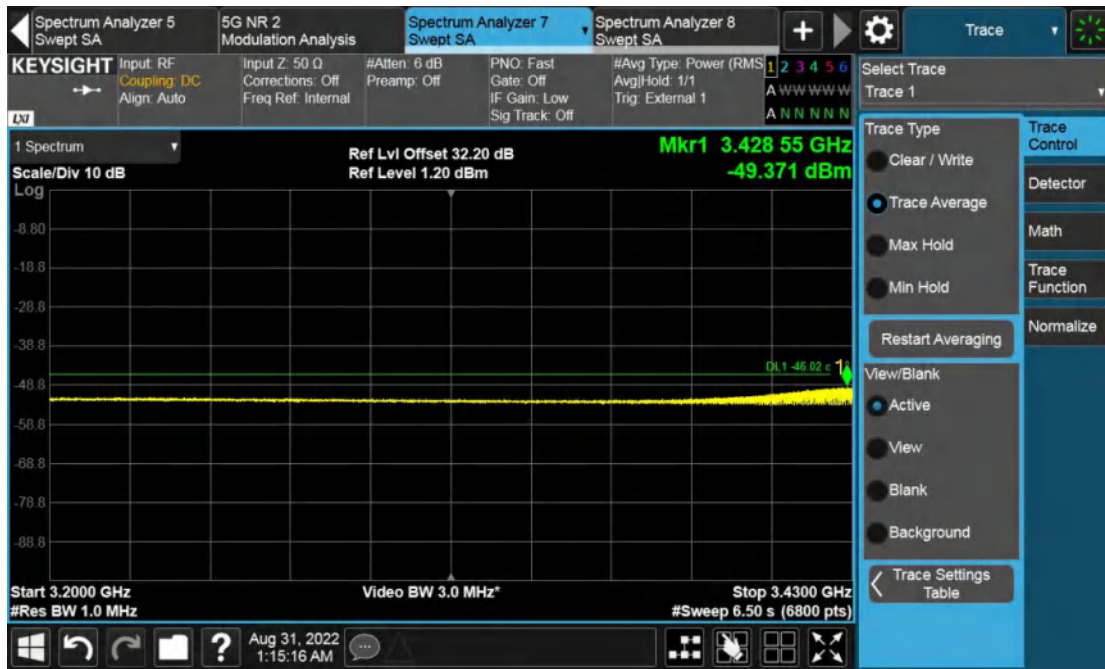 Spectrum Analyzer 5
Swept SA
5G NR 2
Modulation Analysis
Spectrum Analyzer 7
Swept SA
Spectrum Analyzer 8
Swept SA
+
Trace
KEYSIGHT
LXI
Input: RF
Coupling: DC
Align: Auto
Input Z: 50 Ω
Corrections: Off
Freq Ref: Internal
#Atten: 6 dB
Preamp: Off
PNO: Fast
Gate: Off
IF Gain: Low
Sig Track: Off
#Avg Type: Power (RMS
Avg|Hold: 1/1
Trig: External 1
1 2 3 4 5 6
A W W W W W
A N N N N N
Select Trace
Trace 1
1 Spectrum
Scale/Div 10 dB
Log
Ref Lvl Offset 32.20 dB
Ref Level 1.20 dBm
Mkr1 3.428 55 GHz
-49.371 dBm
-8.80
-18.8
-28.8
-38.8
-48.8
-58.8
-68.8
-78.8
-88.8
DL1 -46.02 c
1
Start 3.2000 GHz
#Res BW 1.0 MHz
Video BW 3.0 MHz*
Stop 3.4300 GHz
#Sweep 6.50 s (6800 pts)
Trace Type
Clear / Write
Trace Average
Max Hold
Min Hold
Restart Averaging
View/Blank
Active
View
Blank
Background
Trace Settings
Table
Trace
Control
Detector
Math
Trace
Function
Normalize
?
Aug 31, 2022
1:15:16 AM